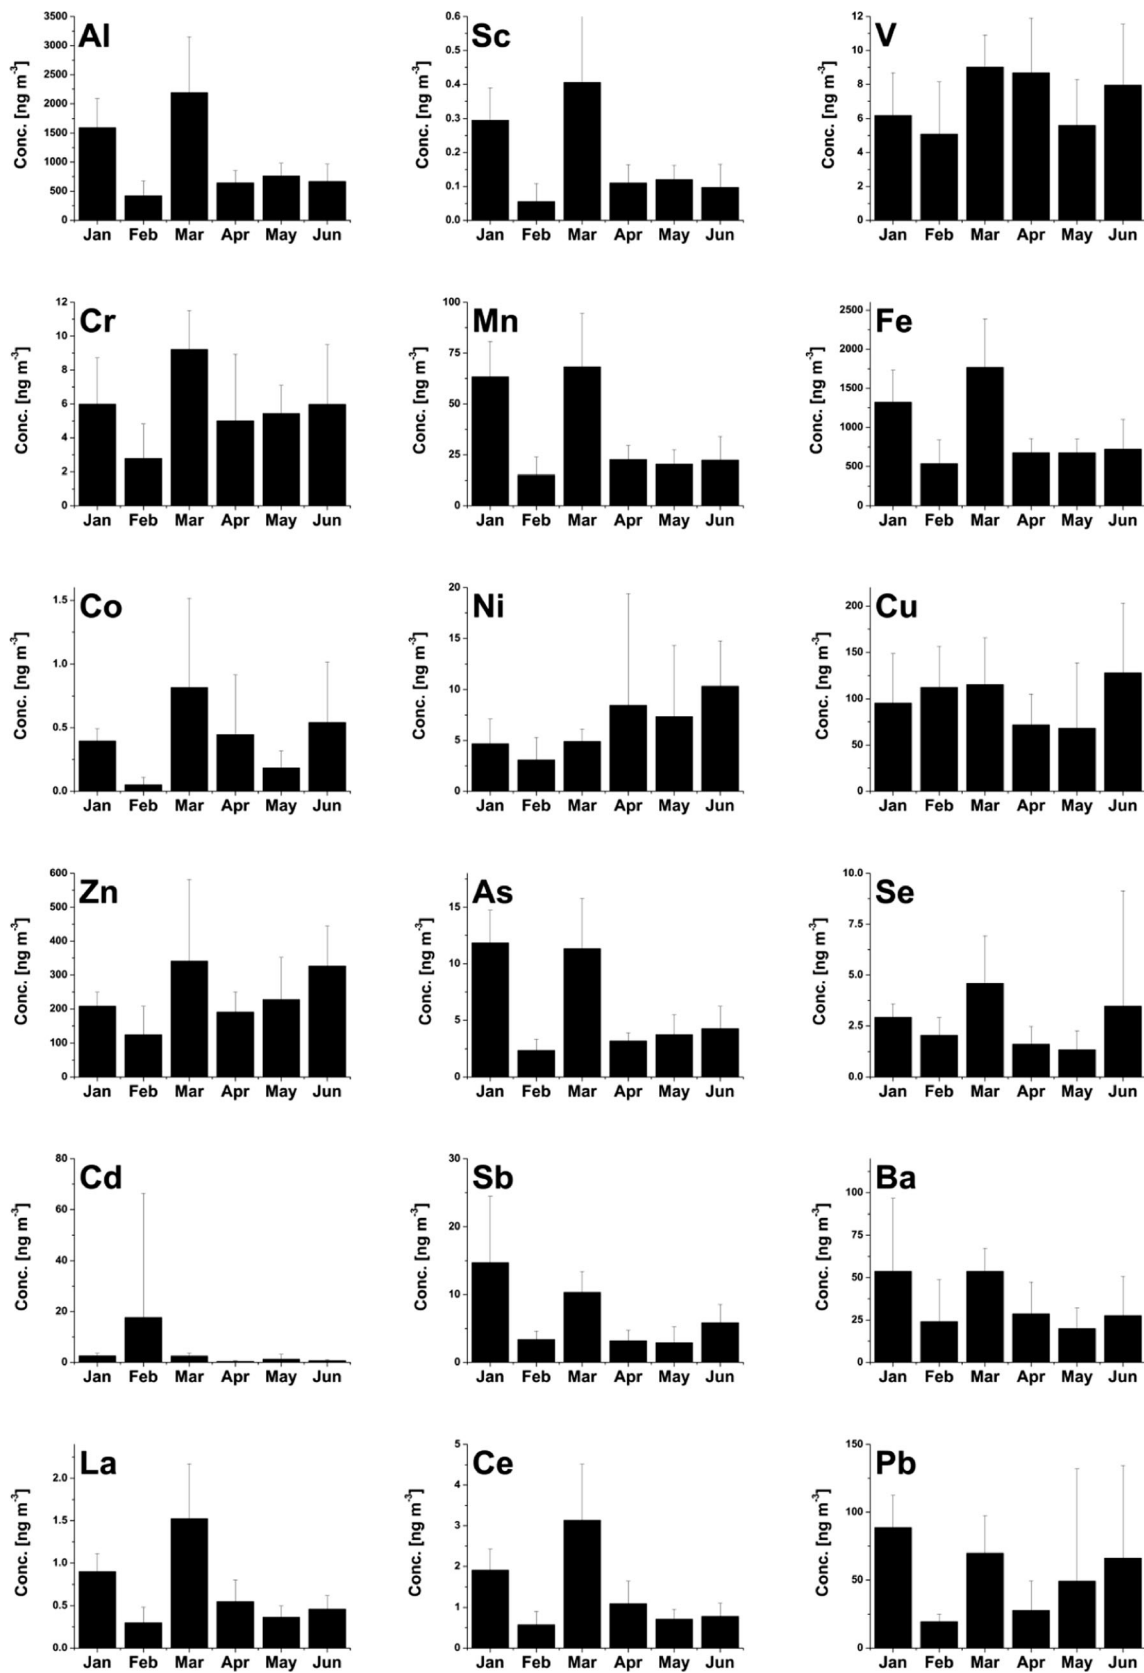 Al
Conc. [ng m⁻³]
3500
3000
2500
2000
1500
1000
500
0
Jan Feb Mar Apr May Jun
Sc
Conc. [ng m⁻³]
0.6
0.5
0.4
0.3
0.2
0.1
0.0
Jan Feb Mar Apr May Jun
V
Conc. [ng m⁻³]
12
10
8
6
4
2
0
Jan Feb Mar Apr May Jun
Cr
Conc. [ng m⁻³]
12
10
8
6
4
2
0
Jan Feb Mar Apr May Jun
Mn
Conc. [ng m⁻³]
100
75
50
25
0
Jan Feb Mar Apr May Jun
Fe
Conc. [ng m⁻³]
2500
2000
1500
1000
500
0
Jan Feb Mar Apr May Jun
Co
Conc. [ng m⁻³]
1.5
1.0
0.5
0.0
Jan Feb Mar Apr May Jun
Ni
Conc. [ng m⁻³]
20
15
10
5
0
Jan Feb Mar Apr May Jun
Cu
Conc. [ng m⁻³]
200
150
100
50
0
Jan Feb Mar Apr May Jun
Zn
Conc. [ng m⁻³]
600
500
400
300
200
100
0
Jan Feb Mar Apr May Jun
As
Conc. [ng m⁻³]
15
10
5
0
Jan Feb Mar Apr May Jun
Se
Conc. [ng m⁻³]
10.0
7.5
5.0
2.5
0.0
Jan Feb Mar Apr May Jun
Cd
Conc. [ng m⁻³]
80
60
40
20
0
Jan Feb Mar Apr May Jun
Sb
Conc. [ng m⁻³]
30
20
10
0
Jan Feb Mar Apr May Jun
Ba
Conc. [ng m⁻³]
100
75
50
25
0
Jan Feb Mar Apr May Jun
La
Conc. [ng m⁻³]
2.0
1.5
1.0
0.5
0.0
Jan Feb Mar Apr May Jun
Ce
Conc. [ng m⁻³]
5
4
3
2
1
0
Jan Feb Mar Apr May Jun
Pb
Conc. [ng m⁻³]
150
100
50
0
Jan Feb Mar Apr May Jun